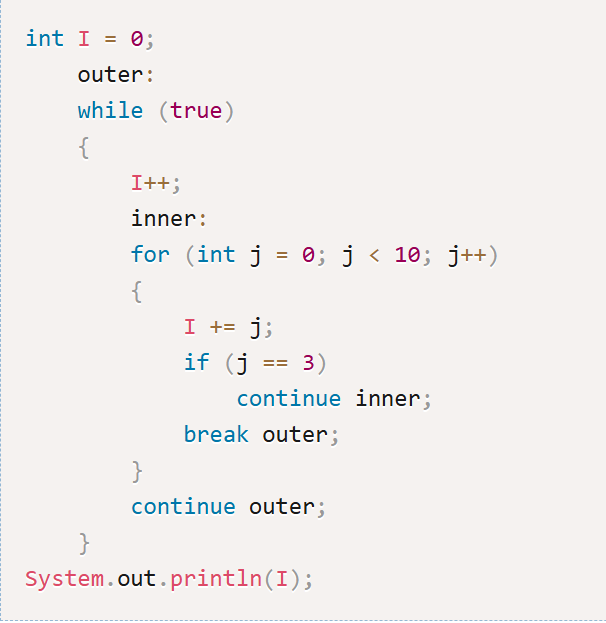 int I = 0;
    outer:
    while (true)
    {
        I++;
        inner:
        for (int j = 0; j < 10; j++)
        {
            I += j;
            if (j == 3)
                continue inner;
            break outer;
        }
        continue outer;
    }
System.out.println(I);